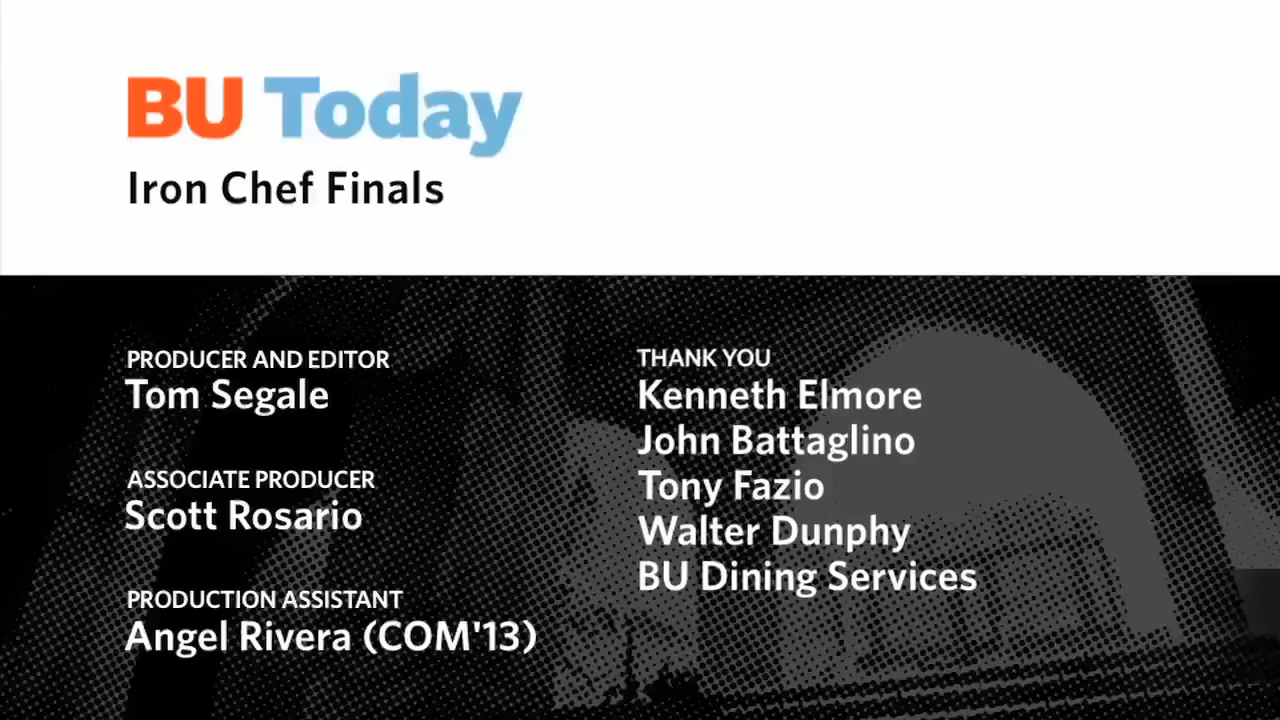 BU Today
Iron Chef Finals
PRODUCER AND EDITOR
Tom Segale
ASSOCIATE PRODUCER
Scott Rosario
PRODUCTION ASSISTANT
Angel Rivera (COM'13)
THANK YOU
Kenneth Elmore
John Battaglino
Tony Fazio
Walter Dunphy
BU Dining Services